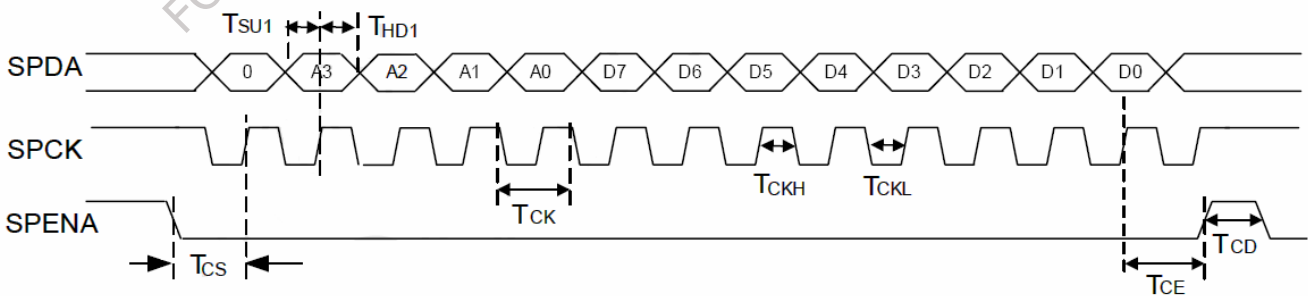 FO
TSU1 THD1
SPDA 0 A3 A2 A1 A0 D7 D6 D5 D4 D3 D2 D1 D0
SPCK
TCKH TCKL
TCK
SPENA
TCS TCD
TCE